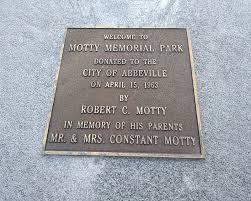 WELCOME TO
MOTTY MEMORIAL PARK
DONATED TO THE
CITY OF ABBEVILLE
ON APRIL 15, 1963
BY
ROBERT C. MOTTY
IN MEMORY OF HIS PARENTS
MR. & MRS. CONSTANT MOTTY